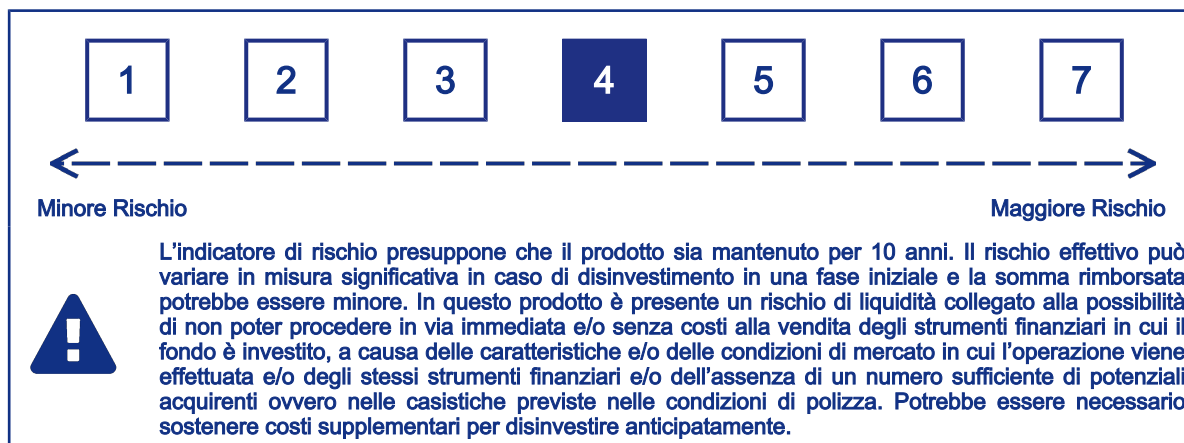 1 2 3 4 5 6 7
Minore Rischio Maggiore Rischio
L'indicatore di rischio presuppone che il prodotto sia mantenuto per 10 anni. Il rischio effettivo può
variare in misura significativa in caso di disinvestimento in una fase iniziale e la somma rimborsata
potrebbe essere minore. In questo prodotto è presente un rischio di liquidità collegato alla possibilità
di non poter procedere in via immediata e/o senza costi alla vendita degli strumenti finanziari in cui il
fondo è investito, a causa delle caratteristiche e/o delle condizioni di mercato in cui l'operazione viene
effettuata e/o degli stessi strumenti finanziari e/o dell'assenza di un numero sufficiente di potenziali
acquirenti ovvero nelle casistiche previste nelle condizioni di polizza. Potrebbe essere necessario
sostenere costi supplementari per disinvestire anticipatamente.